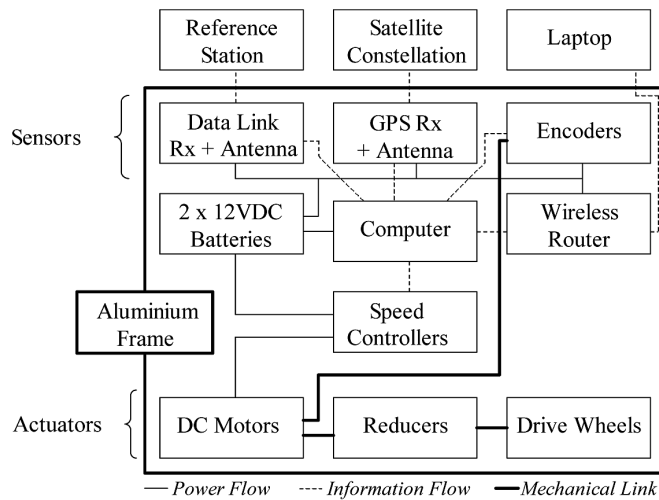 Reference
Station
Satellite
Constellation
Laptop
Sensors
Data Link
Rx + Antenna
GPS Rx
+ Antenna
Encoders
2 x 12VDC
Batteries
Computer
Wireless
Router
Aluminium
Frame
Speed
Controllers
Actuators
DC Motors
Reducers
Drive Wheels
Power Flow
Information Flow
Mechanical Link